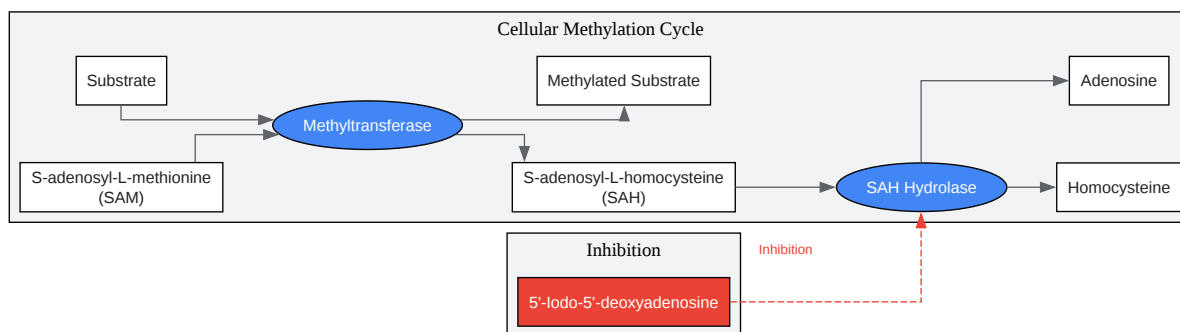 Cellular Methylation Cycle
Substrate
Methylated Substrate
Adenosine
Methyltransferase
S-adenosyl-L-methionine
(SAM)
S-adenosyl-L-homocysteine
(SAH)
SAH Hydrolase
Homocysteine
Inhibition
Inhibition
5'-Iodo-5'-deoxyadenosine